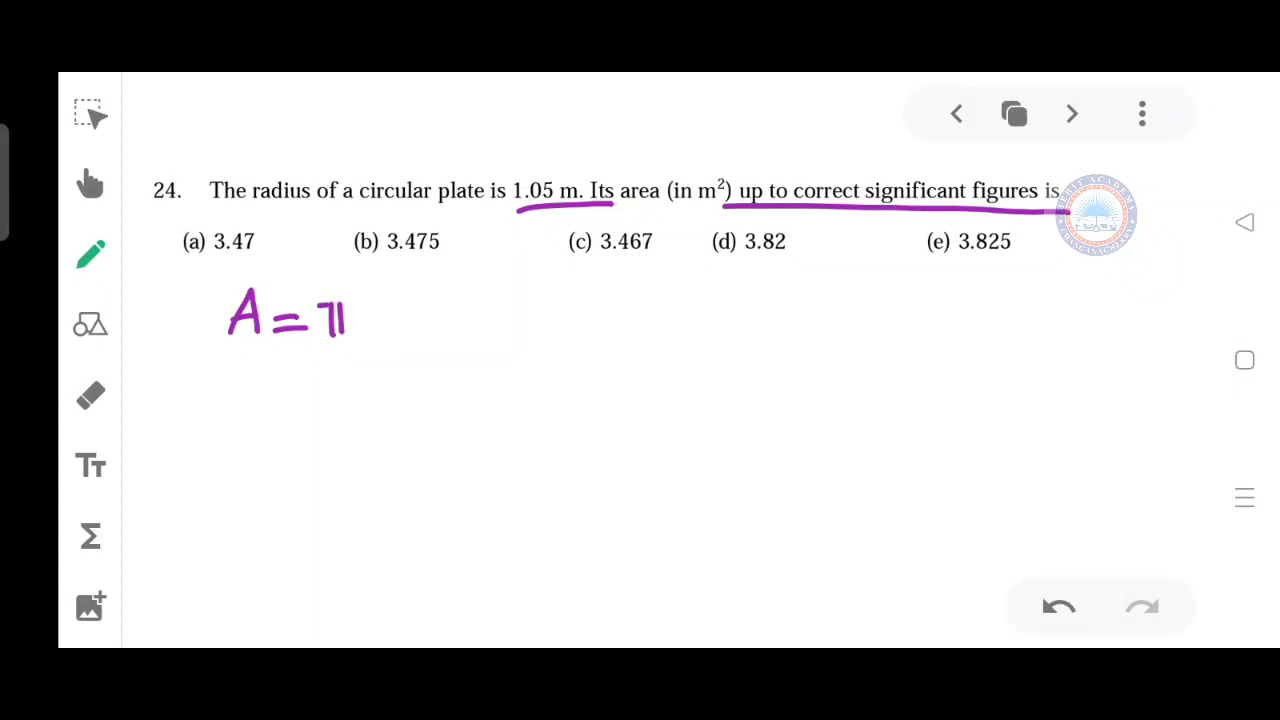 24. The radius of a circular plate is 1.05 m. Its area (in m²) up to correct significant figures is
(a) 3.47 (b) 3.475 (c) 3.467 (d) 3.82 (e) 3.825
A = π
Tт
Σ